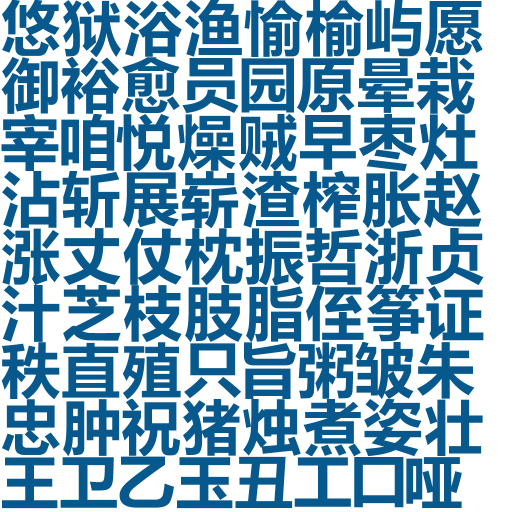 悠狱浴渔愉榆屿愿
御裕愈员园原晕栽
宰咱悦燥贼早枣灶
沾斩展崭渣榨胀赵
涨丈仗枕振哲浙贞
汁芝枝肢脂侄筝证
秩直殖只旨粥皱朱
忠肿祝猪烛煮姿壮
王卫乙玉丑工口哑